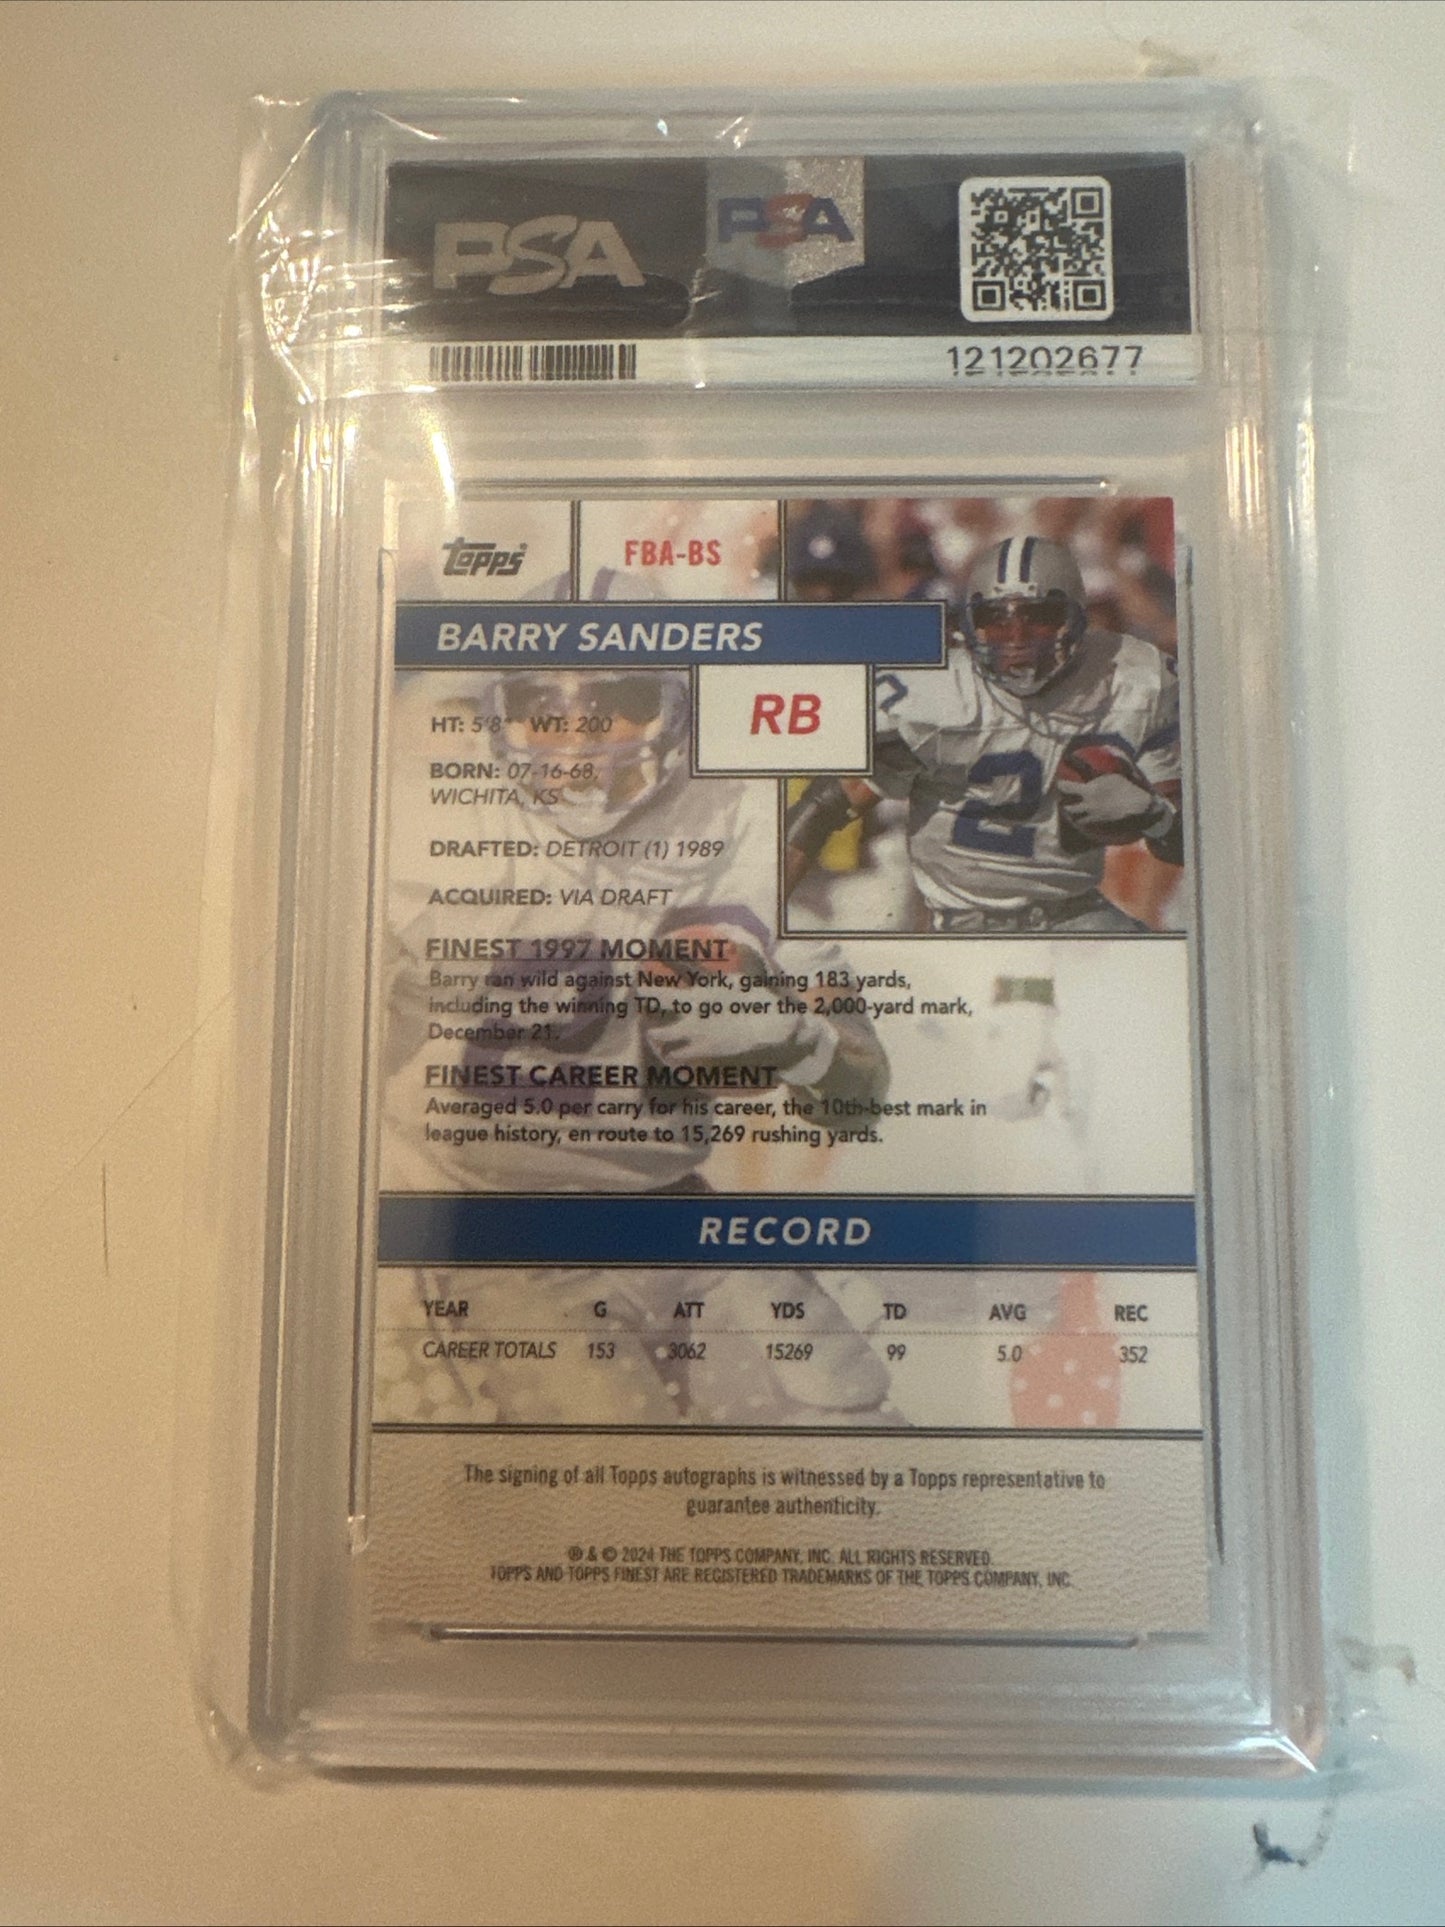 PSA PSA
121202677
Topps FBA-BS
BARRY SANDERS
RB
HT: 5'8" WT: 200
BORN: 07-16-68,
WICHITA, KS
DRAFTED: DETROIT (1) 1989
ACQUIRED: VIA DRAFT
2
2
FINEST 1997 MOMENT
Barry ran wild against New York, gaining 183 yards,
including the winning TD, to go over the 2,000-yard mark,
December 21.
FINEST CAREER MOMENT
Averaged 5.0 per carry for his career, the 10th-best mark in
league history, en route to 15,269 rushing yards.
RECORD
YEAR G ATT YDS TD AVG REC
CAREER TOTALS 153 3062 15269 99 5.0 352
The signing of all Topps autographs is witnessed by a Topps representative to
guarantee authenticity.
® & © 2024 THE TOPPS COMPANY, INC. ALL RIGHTS RESERVED.
TOPPS AND TOPPS FINEST ARE REGISTERED TRADEMARKS OF THE TOPPS COMPANY, INC.